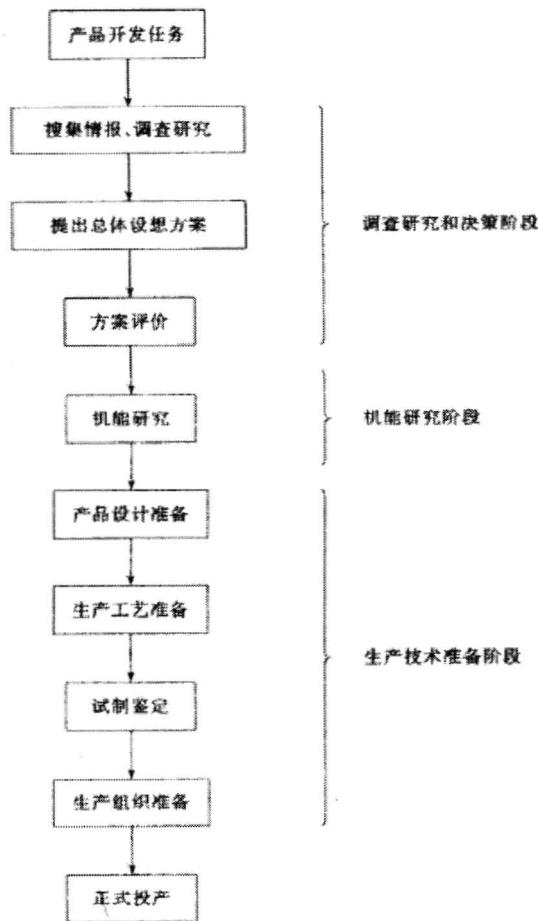 产品开发任务
搜集情报、调查研究
提出总体设想方案
调查研究和决策阶段
方案评价
机能研究
机能研究阶段
产品设计准备
生产工艺准备
生产技术准备阶段
试制鉴定
生产组织准备
正式投产